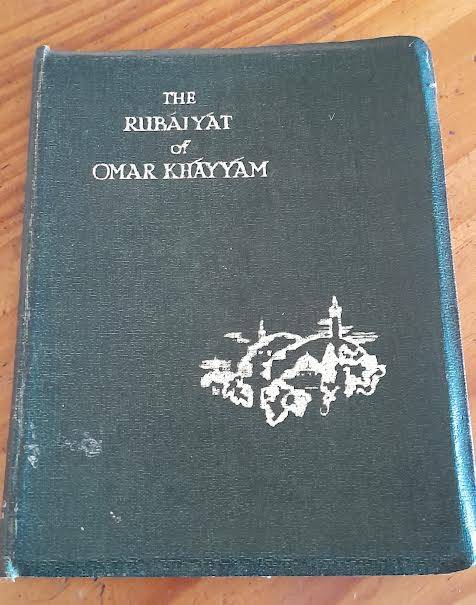 THE
RUBÁIYÁT
of
OMAR KHÁYYÁM